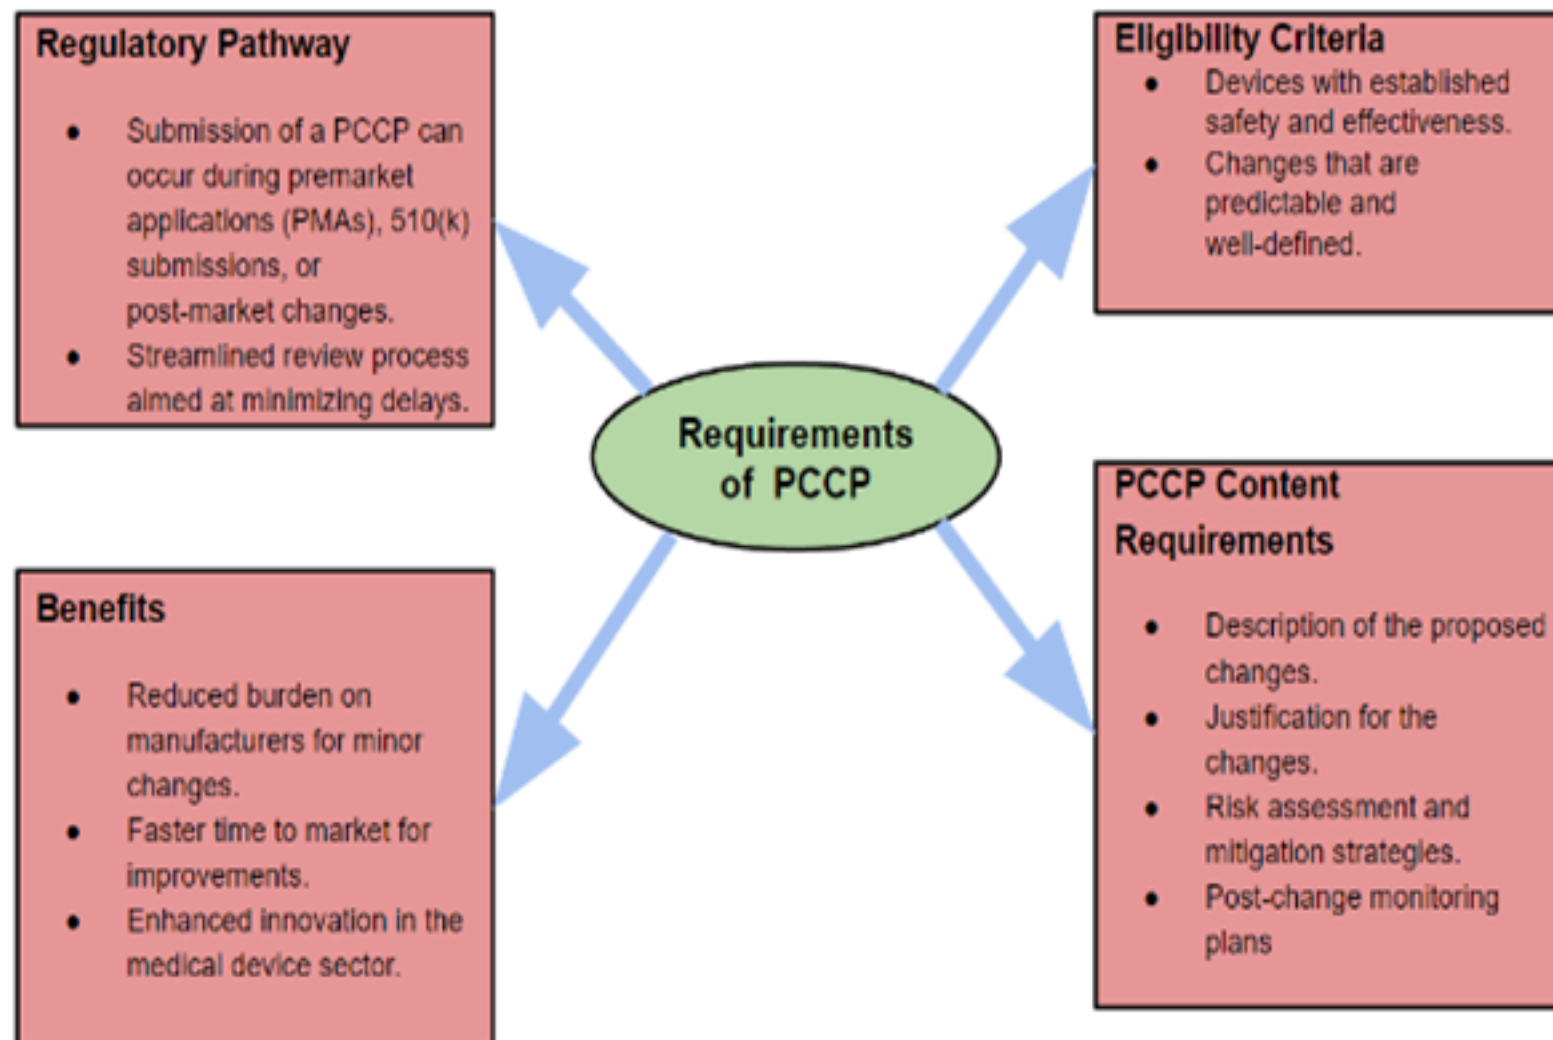 Regulatory Pathway
● Submission of a PCCP can
occur during premarket
applications (PMAs), 510(k)
submissions, or
post-market changes.
● Streamlined review process
aimed at minimizing delays.
Eligibility Criteria
● Devices with established
safety and effectiveness.
● Changes that are
predictable and
well-defined.
Requirements
of PCCP
Benefits
● Reduced burden on
manufacturers for minor
changes.
● Faster time to market for
improvements.
● Enhanced innovation in the
medical device sector.
PCCP Content
Requirements
● Description of the proposed
changes.
● Justification for the
changes.
● Risk assessment and
mitigation strategies.
● Post-change monitoring
plans